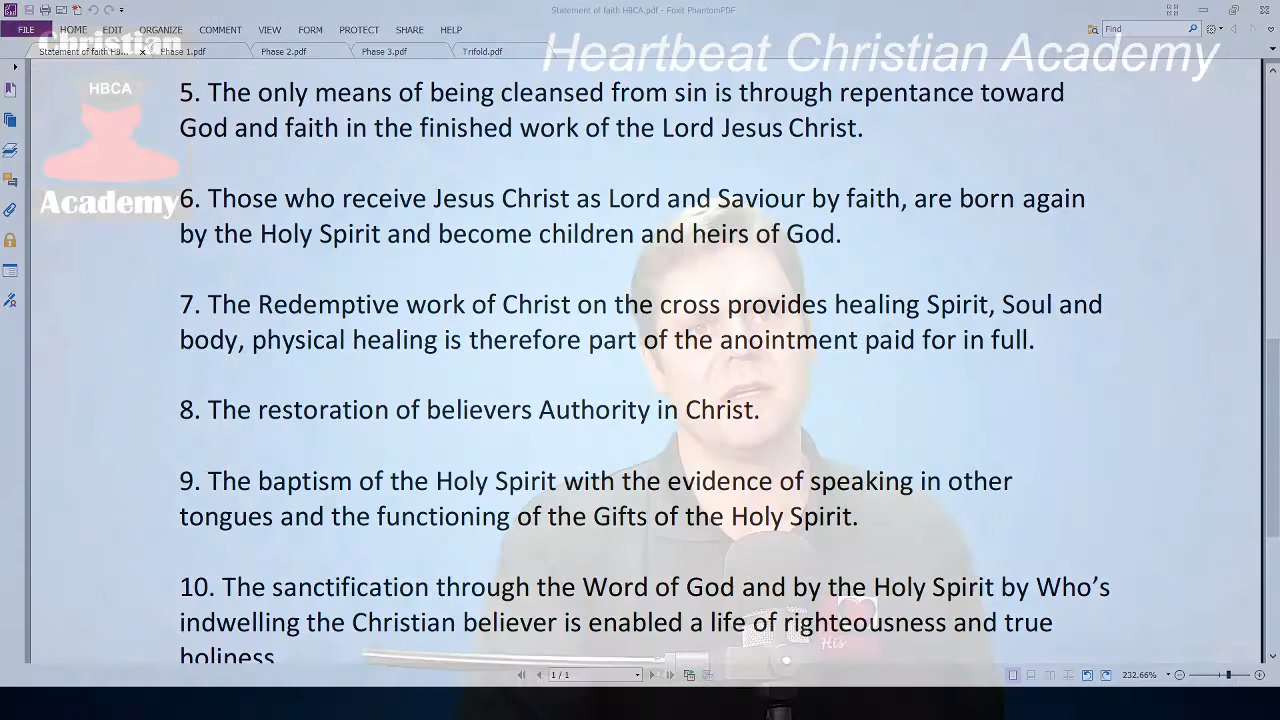 Statement of faith HBCA.pdf - Foxit PhantomPDF
FILE HOME EDIT ORGANIZE COMMENT VIEW FORM PROTECT SHARE HELP
Find
Statement of faith HB Phase 1.pdf Phase 2.pdf Phase 3.pdf Trifold.pdf
Christian
Heartbeat Christian Academy
HBCA
Academy
5. The only means of being cleansed from sin is through repentance toward
God and faith in the finished work of the Lord Jesus Christ.
6. Those who receive Jesus Christ as Lord and Saviour by faith, are born again
by the Holy Spirit and become children and heirs of God.
7. The Redemptive work of Christ on the cross provides healing Spirit, Soul and
body, physical healing is therefore part of the anointment paid for in full.
8. The restoration of believers Authority in Christ.
9. The baptism of the Holy Spirit with the evidence of speaking in other
tongues and the functioning of the Gifts of the Holy Spirit.
10. The sanctification through the Word of God and by the Holy Spirit by Who’s
indwelling the Christian believer is enabled a life of righteousness and true
holiness.
His
1 / 1
232.66%